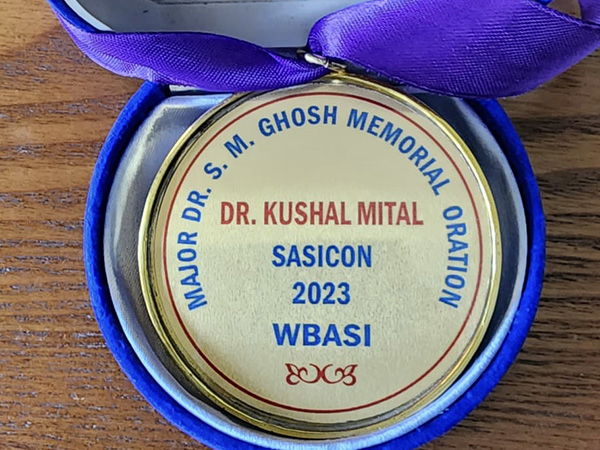 MAJOR DR. S. M. GHOSH MEMORIAL ORATION
DR. KUSHAL MITAL
SASICON
2023
WBASI